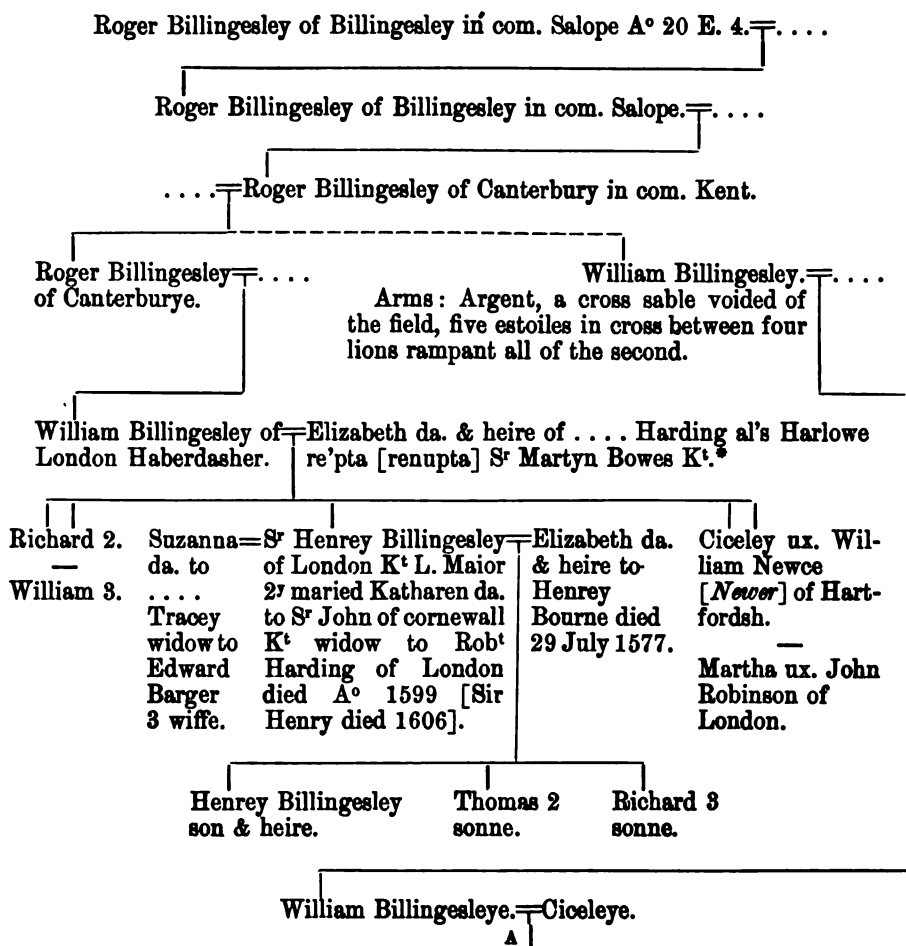 Roger Billingesley of Billingesley in com. Salope Aº 20 E. 4.=. . . .
Roger Billingesley of Billingesley in com. Salope.=. . . .
. . . .=Roger Billingesley of Canterbury in com. Kent.
Roger Billingesley=. . . .
of Canterburye.
William Billingesley.=. . . .
Arms: Argent, a cross sable voided of
the field, five estoiles in cross between four
lions rampant all of the second.
William Billingesley of=Elizabeth da. & heire of . . . . Harding al's Harlowe
London Haberdasher. re'pta [renupta] Sʳ Martyn Bowes Kᵗ.*
Richard 2.
—
William 3.
Suzanna=
da. to
. . . .
Tracey
widow to
Edward
Barger
3 wiffe.
Sʳ Henrey Billingesley=
of London Kᵗ L. Maior
2ʸ maried Katharen da.
to Sʳ John of cornewall
Kᵗ widow to Robᵗ
Harding of London
died Aº 1599 [Sir
Henry died 1606].
Elizabeth da.
& heire to
Henrey
Bourne died
29 July 1577.
Ciceley ux. Wil-
liam Newce
[Newer] of Hart-
fordsh.
—
Martha ux. John
Robinson of
London.
Henrey Billingesley
son & heire.
Thomas 2
sonne.
Richard 3
sonne.
William Billingesleye.=Ciceleye.
A